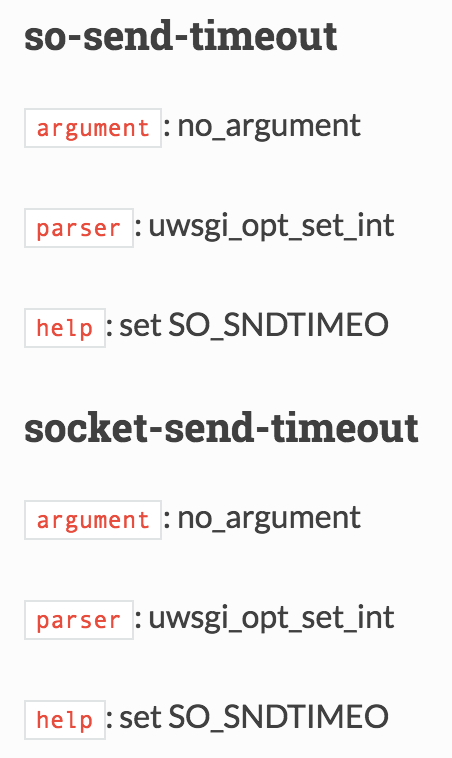 so-send-timeout
argument: no_argument
parser: uwsgi_opt_set_int
help: set SO_SNDTIMEO
socket-send-timeout
argument: no_argument
parser: uwsgi_opt_set_int
help: set SO_SNDTIMEO